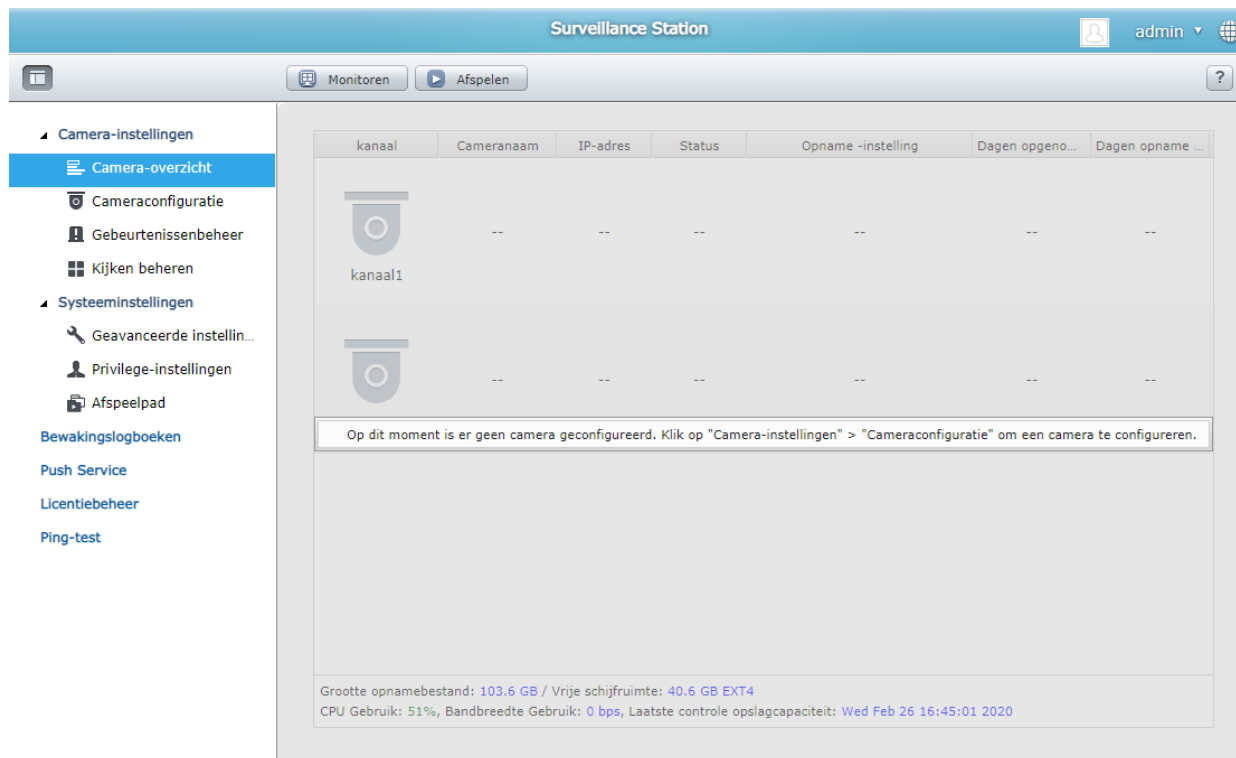 Surveillance Station
admin
Monitoren
Afspelen
?
Camera-instellingen
Camera-overzicht
Cameraconfiguratie
Gebeurtenissenbeheer
Kijken beheren
Systeeminstellingen
Geavanceerde instellin...
Privilege-instellingen
Afspeelpad
Bewakingslogboeken
Push Service
Licentiebeheer
Ping-test
kanaal Cameranaam IP-adres Status Opname -instelling Dagen opgeno... Dagen opname ...
-- -- -- -- -- --
kanaal1
-- -- -- -- -- --
Op dit moment is er geen camera geconfigureerd. Klik op "Camera-instellingen" > "Cameraconfiguratie" om een camera te configureren.
Grootte opnamebestand: 103.6 GB / Vrije schijfruimte: 40.6 GB EXT4
CPU Gebruik: 51%, Bandbreedte Gebruik: 0 bps, Laatste controle opslagcapaciteit: Wed Feb 26 16:45:01 2020